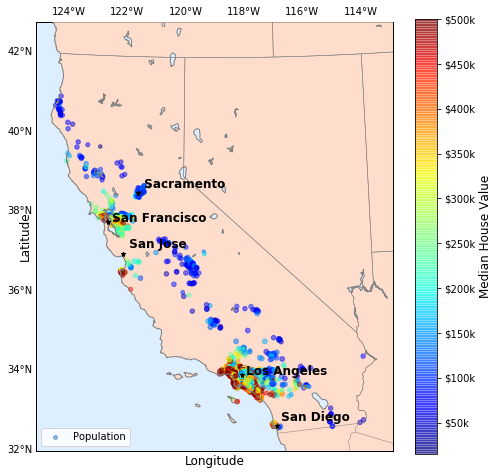 124°W 122°W 120°W 118°W 116°W 114°W
$500k
42°N
$450k
40°N
$400k
$350k
38°N
$300k
Sacramento
San Francisco
San Jose
Latitude
$250k
Median House Value
$200k
36°N
$150k
34°N
Los Angeles
$100k
San Diego
$50k
Population
32°N
Longitude